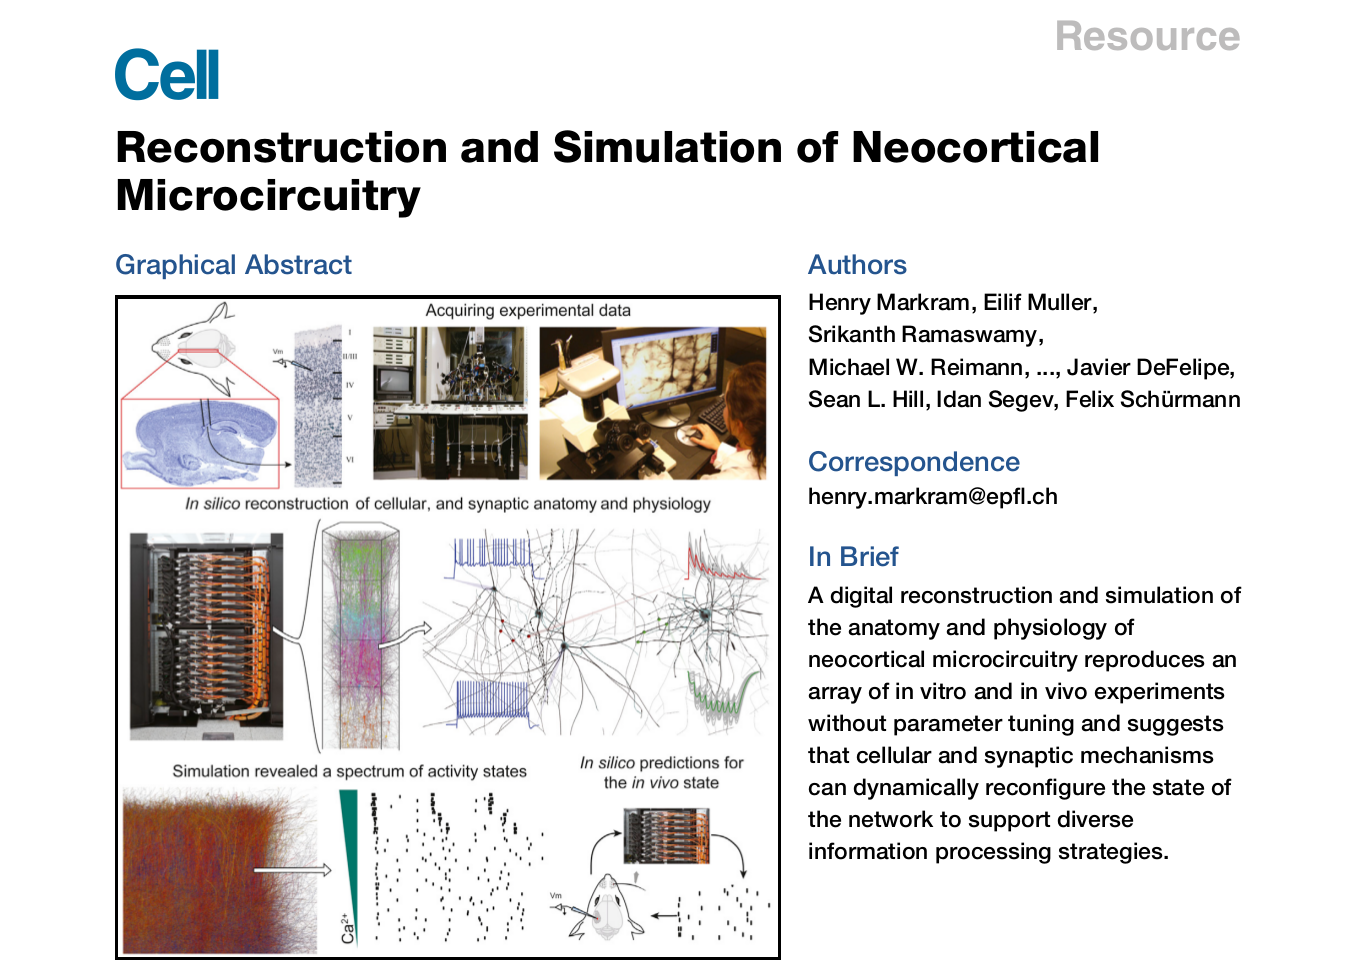 Resource
Cell
Reconstruction and Simulation of Neocortical
Microcircuitry
Graphical Abstract
Acquiring experimental data
Vm
I
II/III
IV
V
VI
In silico reconstruction of cellular, and synaptic anatomy and physiology
Simulation revealed a spectrum of activity states
In silico predictions for
the in vivo state
Ca2+
Vm
Authors
Henry Markram, Eilif Muller,
Srikanth Ramaswamy,
Michael W. Reimann, ..., Javier DeFelipe,
Sean L. Hill, Idan Segev, Felix Schürmann
Correspondence
henry.markram@epfl.ch
In Brief
A digital reconstruction and simulation of
the anatomy and physiology of
neocortical microcircuitry reproduces an
array of in vitro and in vivo experiments
without parameter tuning and suggests
that cellular and synaptic mechanisms
can dynamically reconfigure the state of
the network to support diverse
information processing strategies.